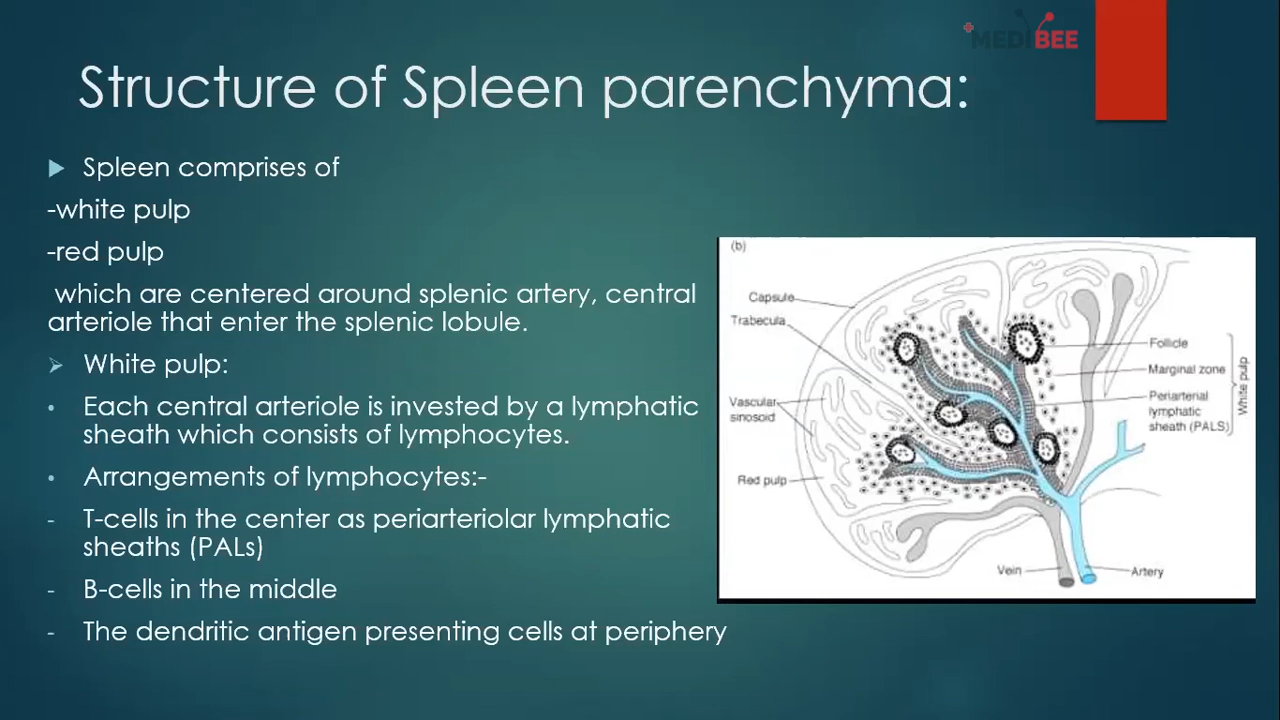 MEDIBEE
Structure of Spleen parenchyma:
Spleen comprises of
-white pulp
-red pulp
which are centered around splenic artery, central
arteriole that enter the splenic lobule.
White pulp:
Each central arteriole is invested by a lymphatic
sheath which consists of lymphocytes.
Arrangements of lymphocytes:-
- T-cells in the center as periarteriolar lymphatic
sheaths (PALs)
- B-cells in the middle
- The dendritic antigen presenting cells at periphery
(b)
Capsule
Trabecula
Vascular
sinosoid
Red pulp
Follicle
Marginal zone
Periarterial
lymphatic
sheath (PALS)
White pulp
Vein
Artery